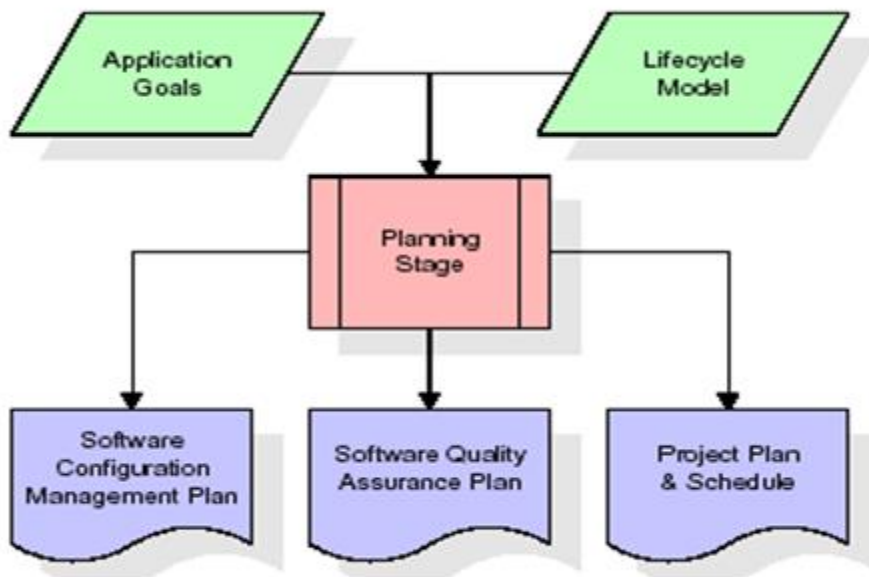 Application
Goals
Lifecycle
Model
Planning
Stage
Software
Configuration
Management Plan
Software Quality
Assurance Plan
Project Plan
& Schedule